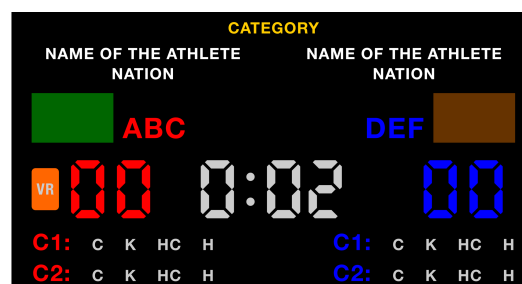 CATEGORY
NAME OF THE ATHLETE NAME OF THE ATHLETE
NATION NATION
ABC DEF
VR 00 0:02 00
C1: C K HC H C1: C K HC H
C2: C K HC H C2: C K HC H